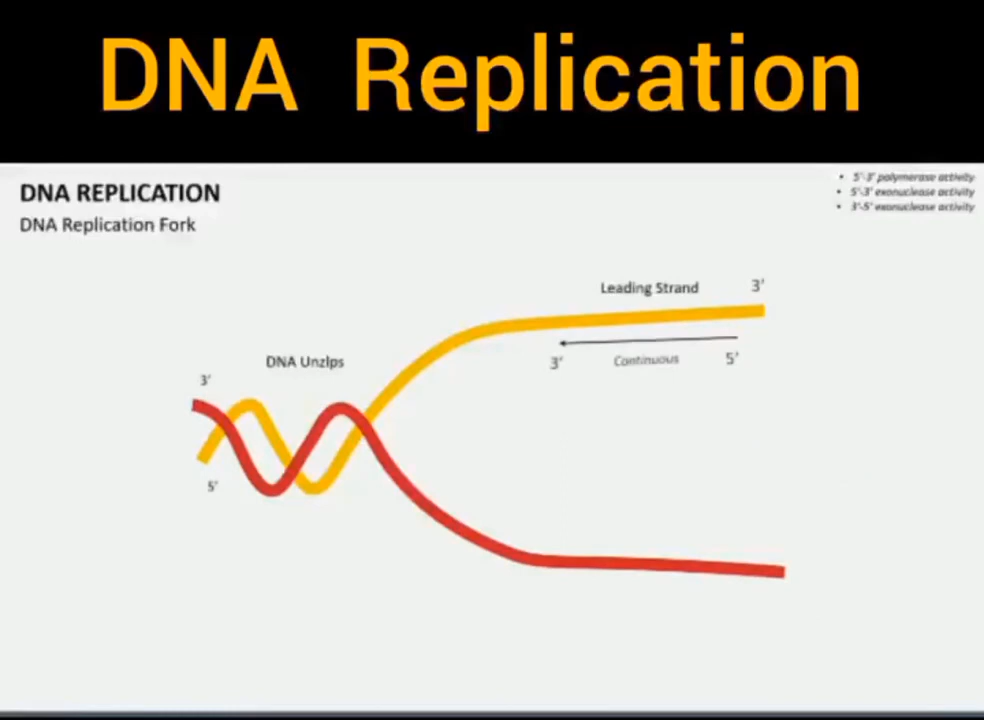 DNA Replication
DNA REPLICATION
DNA Replication Fork
• 5'-3' polymerase activity
• 5'-3' exonuclease activity
• 3'-5' exonuclease activity
Leading Strand
3'
3'
Continuous
5'
DNA Unzips
3'
5'